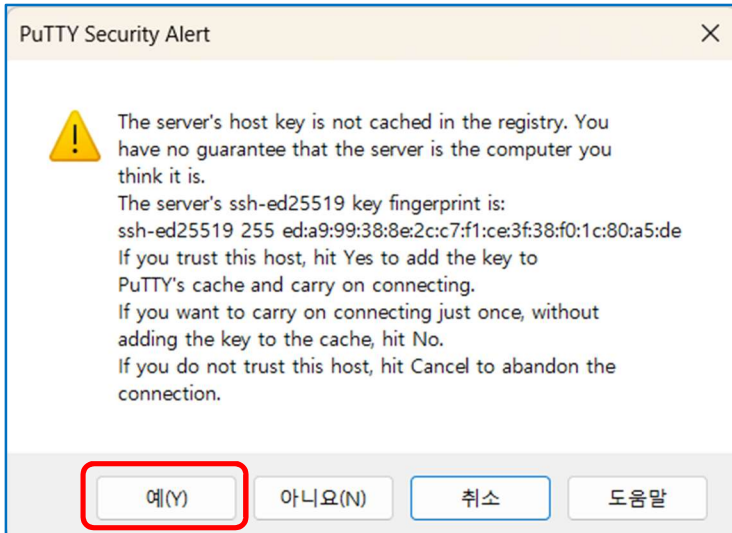 PuTTY Security Alert
The server's host key is not cached in the registry. You
have no guarantee that the server is the computer you
think it is.
The server's ssh-ed25519 key fingerprint is:
ssh-ed25519 255 ed:a9:99:38:8e:2c:c7:f1:ce:3f:38:f0:1c:80:a5:de
If you trust this host, hit Yes to add the key to
PuTTY's cache and carry on connecting.
If you want to carry on connecting just once, without
adding the key to the cache, hit No.
If you do not trust this host, hit Cancel to abandon the
connection.
예(Y) 아니요(N) 취소 도움말